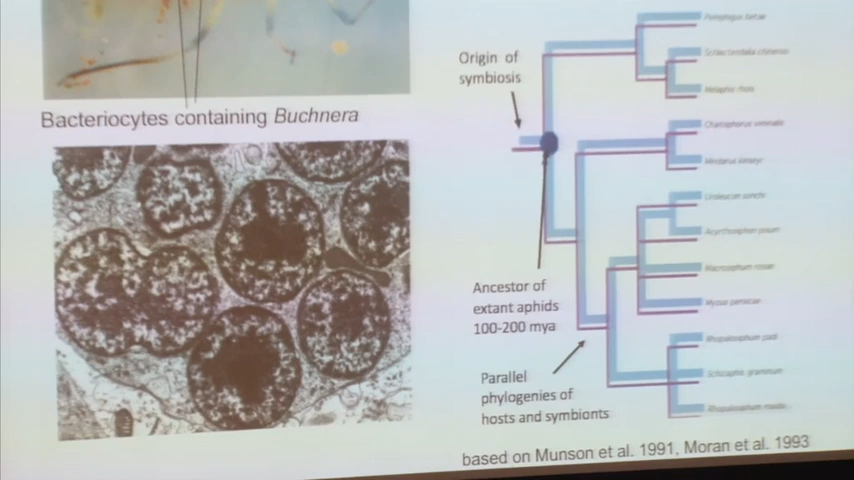 Bacteriocytes containing Buchnera
Origin of
symbiosis
Ancestor of
extant aphids
100-200 mya
Parallel
phylogenies of
hosts and symbionts
Pemphigus betae
Schlechtendalia chinensis
Melaphis rhois
Chaitophorus viminalis
Mindarus kinseyi
Uroleucon sonchi
Acyrthosiphon pisum
Macrosiphum rosae
Myzus persicae
Rhopalosiphum padi
Schizaphis graminum
Rhopalosiphum maidis
based on Munson et al. 1991, Moran et al. 1993